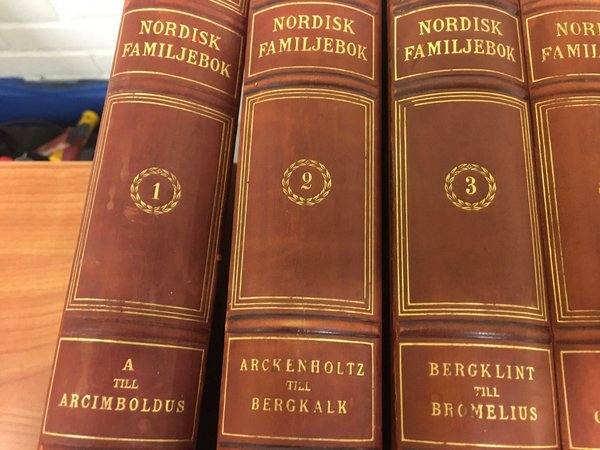 NORDISK
FAMILJEBOK
1
A
TILL
ARCIMBOLDUS
NORDISK
FAMILJEBOK
2
ARCKENHOLTZ
TILL
BERGKALK
NORDISK
FAMILJEBOK
3
BERGKLINT
TILL
BROMELIUS